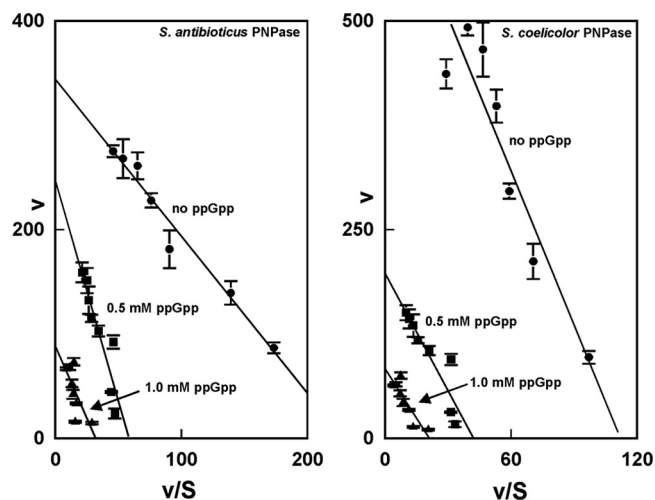 S. antibioticus PNPase
400
200
0
v
no ppGpp
0.5 mM ppGpp
1.0 mM ppGpp
0 100 200
v/S
S. coelicolor PNPase
500
250
0
no ppGpp
0.5 mM ppGpp
1.0 mM ppGpp
0 60 120
v/S